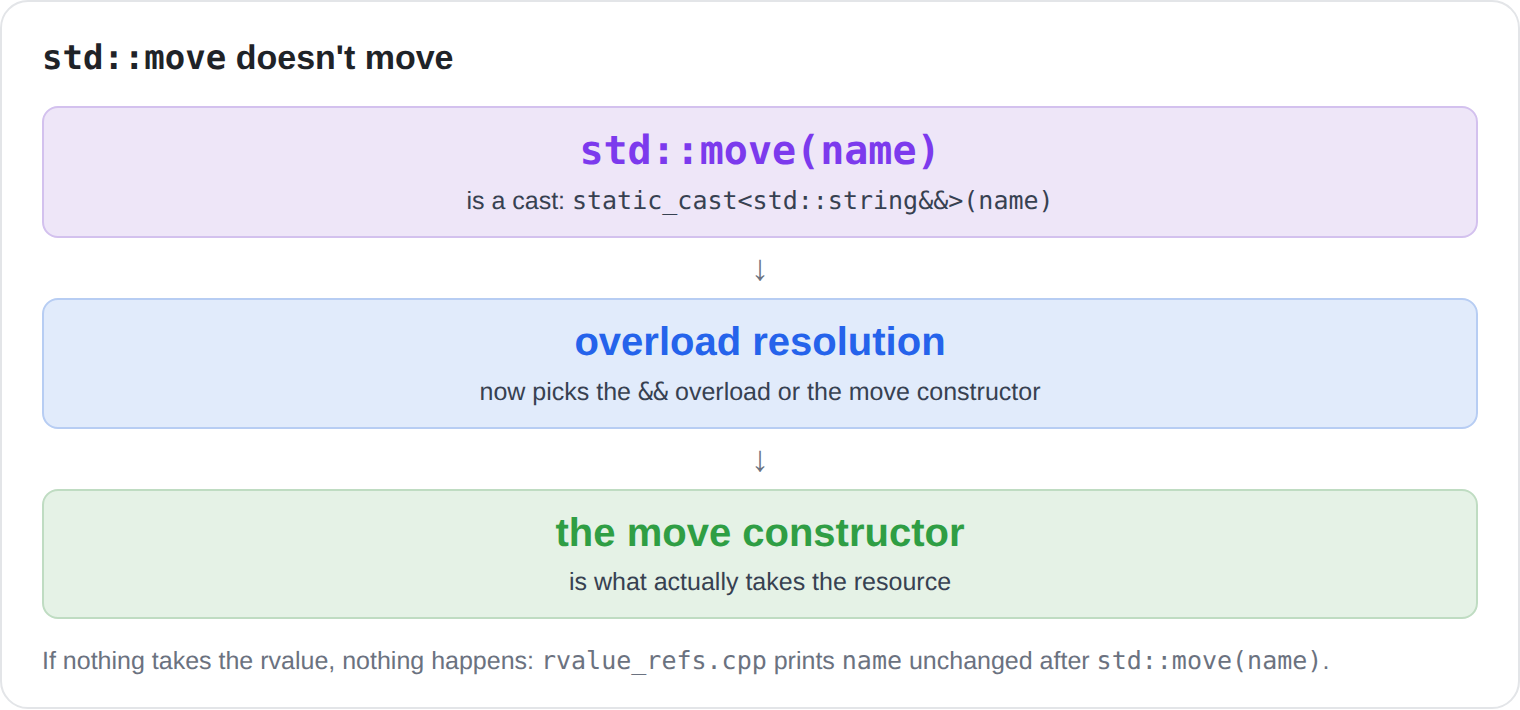 std::move doesn't move
std::move(name)
is a cast: static_cast<std::string&&>(name)
↓
overload resolution
now picks the && overload or the move constructor
↓
the move constructor
is what actually takes the resource
If nothing takes the rvalue, nothing happens: rvalue_refs.cpp prints name unchanged after std::move(name).